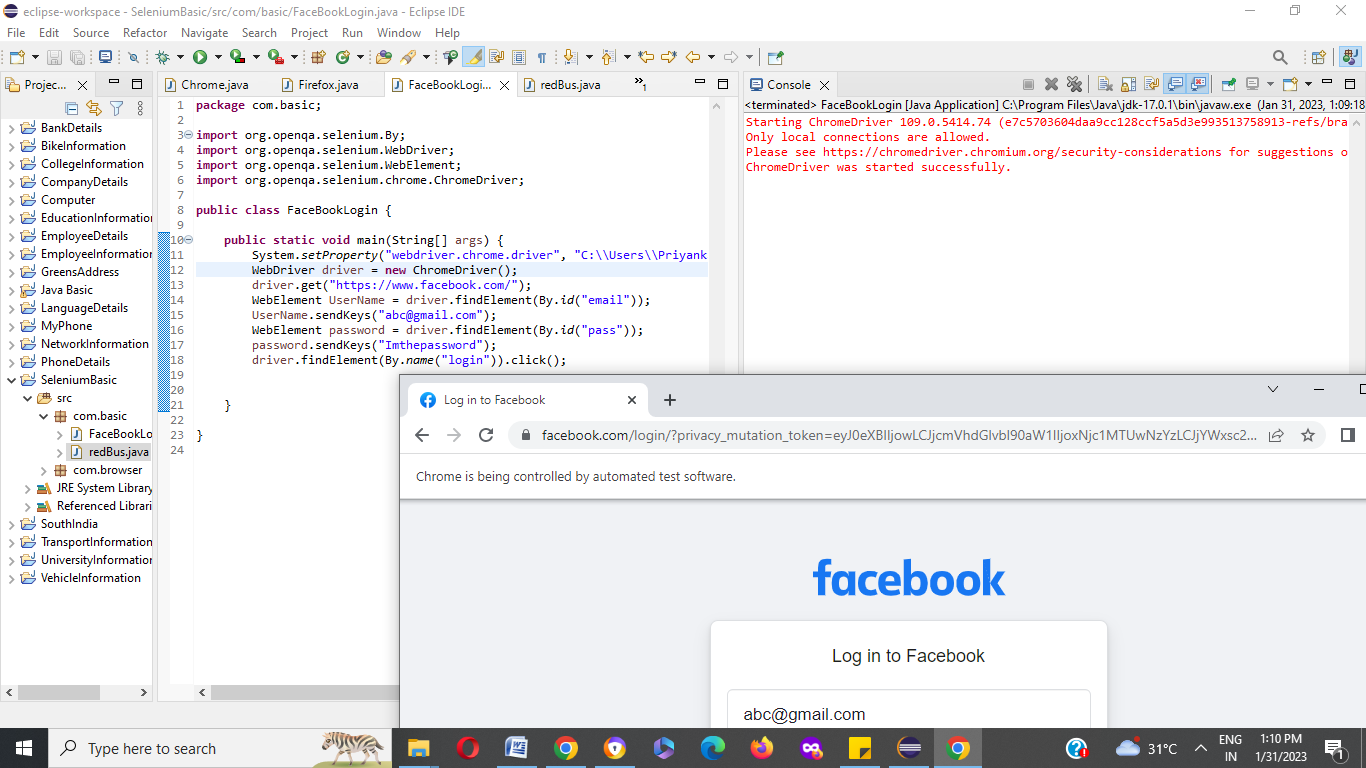 eclipse-workspace - SeleniumBasic/src/com/basic/FaceBookLogin.java - Eclipse IDE
File Edit Source Refactor Navigate Search Project Run Window Help
Projec...
BankDetails
BikeInformation
CollegeInformation
CompanyDetails
Computer
EducationInformatio
EmployeeDetails
EmployeeInformation
GreensAddress
Java Basic
LanguageDetails
MyPhone
NetworkInformation
PhoneDetails
SeleniumBasic
src
com.basic
FaceBookLo
redBus.java
com.browser
JRE System Library
Referenced Librari
SouthIndia
TransportInformation
UniversityInformation
VehicleInformation
Chrome.java Firefox.java FaceBookLogi... redBus.java »1
1 package com.basic;
2
3 import org.openqa.selenium.By;
4 import org.openqa.selenium.WebDriver;
5 import org.openqa.selenium.WebElement;
6 import org.openqa.selenium.chrome.ChromeDriver;
7
8 public class FaceBookLogin {
9
10 public static void main(String[] args) {
11 System.setProperty("webdriver.chrome.driver", "C:\\Users\\Priyank
12 WebDriver driver = new ChromeDriver();
13 driver.get("https://www.facebook.com/");
14 WebElement UserName = driver.findElement(By.id("email"));
15 UserName.sendKeys("abc@gmail.com");
16 WebElement password = driver.findElement(By.id("pass"));
17 password.sendKeys("Imthepassword");
18 driver.findElement(By.name("login")).click();
19
20
21 }
22
23 }
24
Console
<terminated> FaceBookLogin [Java Application] C:\Program Files\Java\jdk-17.0.1\bin\javaw.exe (Jan 31, 2023, 1:09:18
Starting ChromeDriver 109.0.5414.74 (e7c5703604daa9cc128ccf5a5d3e993513758913-refs/bra
Only local connections are allowed.
Please see https://chromedriver.chromium.org/security-considerations for suggestions o
ChromeDriver was started successfully.
Log in to Facebook
facebook.com/login/?privacy_mutation_token=eyJ0eXBlIjowLCJjcmVhdGlvbl90aW1lIjoxNjc1MTUwNzYzLCJjYWxsc2...
Chrome is being controlled by automated test software.
facebook
Log in to Facebook
abc@gmail.com
Type here to search
31°C
ENG
IN
1:10 PM
1/31/2023
1